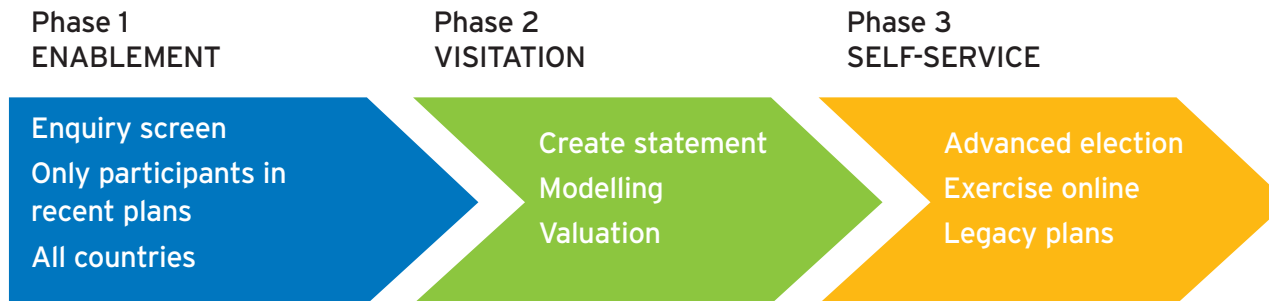 Phase 1
ENABLEMENT
Enquiry screen
Only participants in
recent plans
All countries
Phase 2
VISITATION
Create statement
Modelling
Valuation
Phase 3
SELF-SERVICE
Advanced election
Exercise online
Legacy plans